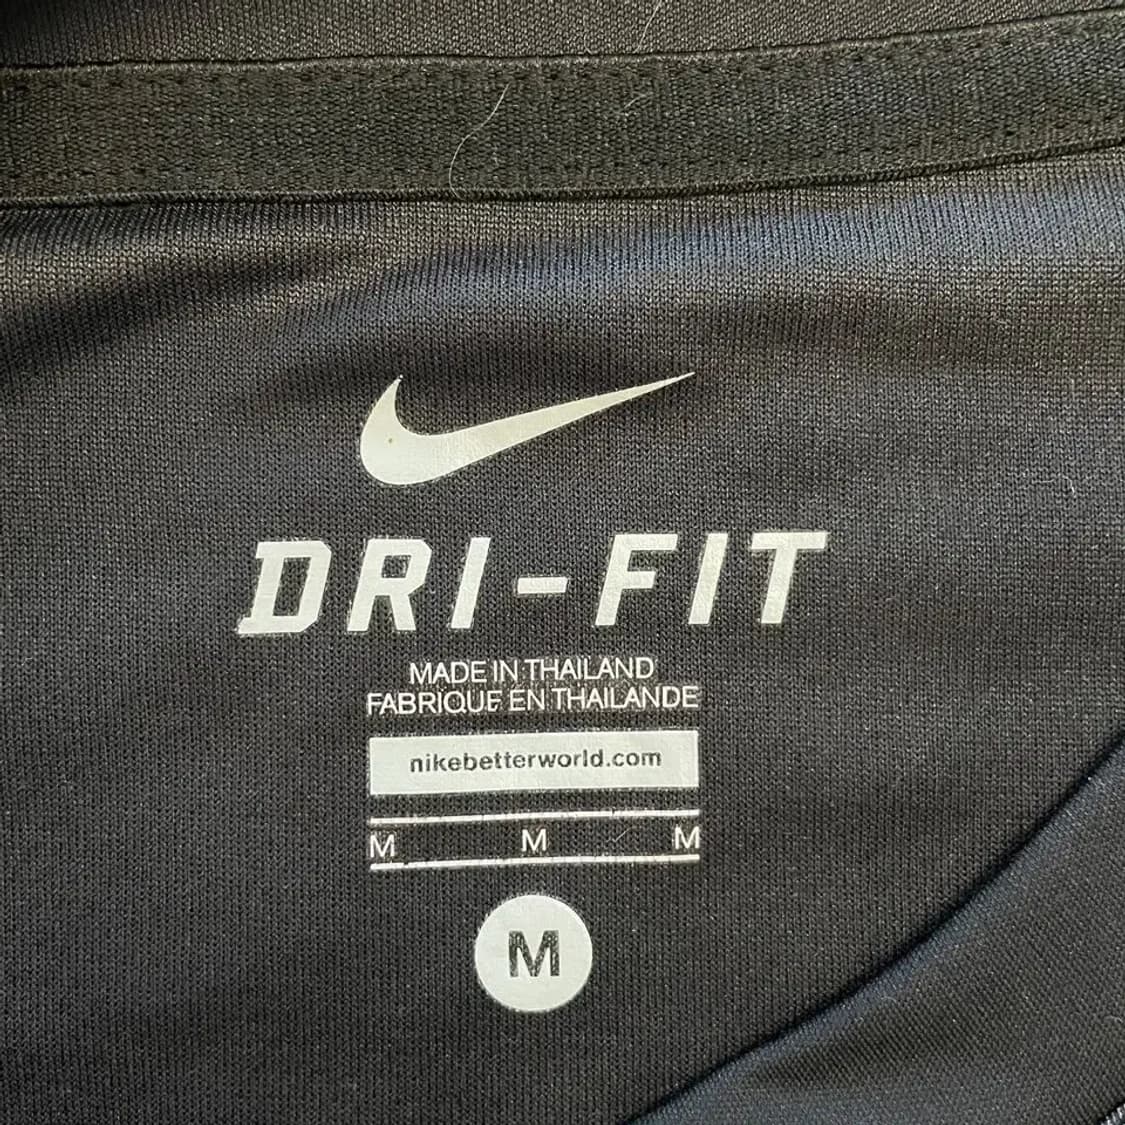 DRI-FIT
MADE IN THAILAND
FABRIQUE EN THAILANDE
nikebetterworld.com
M M M
M